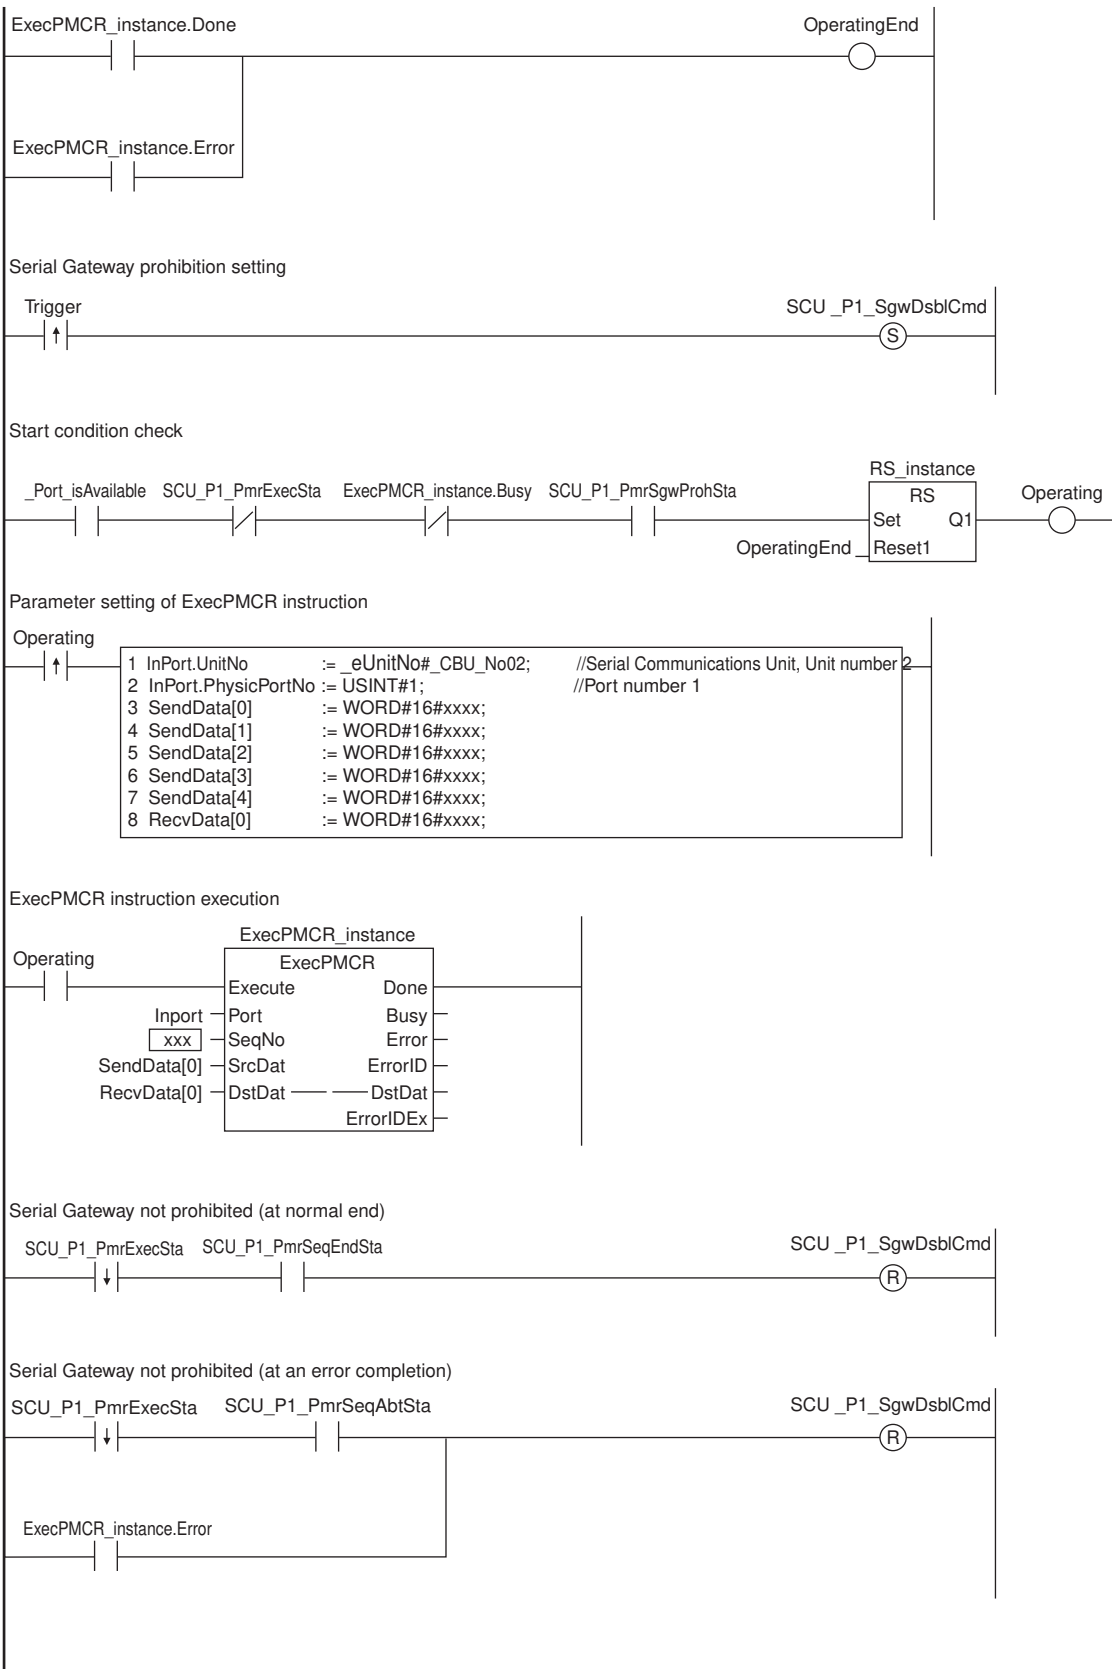 ExecPMCR_instance.Done OperatingEnd
ExecPMCR_instance.Error
Serial Gateway prohibition setting
Trigger SCU _P1_SgwDsblCmd
S
Start condition check
RS_instance
_Port_isAvailable SCU_P1_PmrExecSta ExecPMCR_instance.Busy SCU_P1_PmrSgwProhSta RS Operating
Set Q1
OperatingEnd Reset1
Parameter setting of ExecPMCR instruction
Operating
1 InPort.UnitNo := _eUnitNo#_CBU_No02; //Serial Communications Unit, Unit number 2
2 InPort.PhysicPortNo := USINT#1; //Port number 1
3 SendData[0] := WORD#16#xxxx;
4 SendData[1] := WORD#16#xxxx;
5 SendData[2] := WORD#16#xxxx;
6 SendData[3] := WORD#16#xxxx;
7 SendData[4] := WORD#16#xxxx;
8 RecvData[0] := WORD#16#xxxx;
ExecPMCR instruction execution
ExecPMCR_instance
Operating ExecPMCR
Execute Done
Inport Port Busy
xxx SeqNo Error
SendData[0] SrcDat ErrorID
RecvData[0] DstDat DstDat
ErrorIDEx
Serial Gateway not prohibited (at normal end)
SCU_P1_PmrExecSta SCU_P1_PmrSeqEndSta SCU _P1_SgwDsblCmd
R
Serial Gateway not prohibited (at an error completion)
SCU_P1_PmrExecSta SCU_P1_PmrSeqAbtSta SCU _P1_SgwDsblCmd
R
ExecPMCR_instance.Error